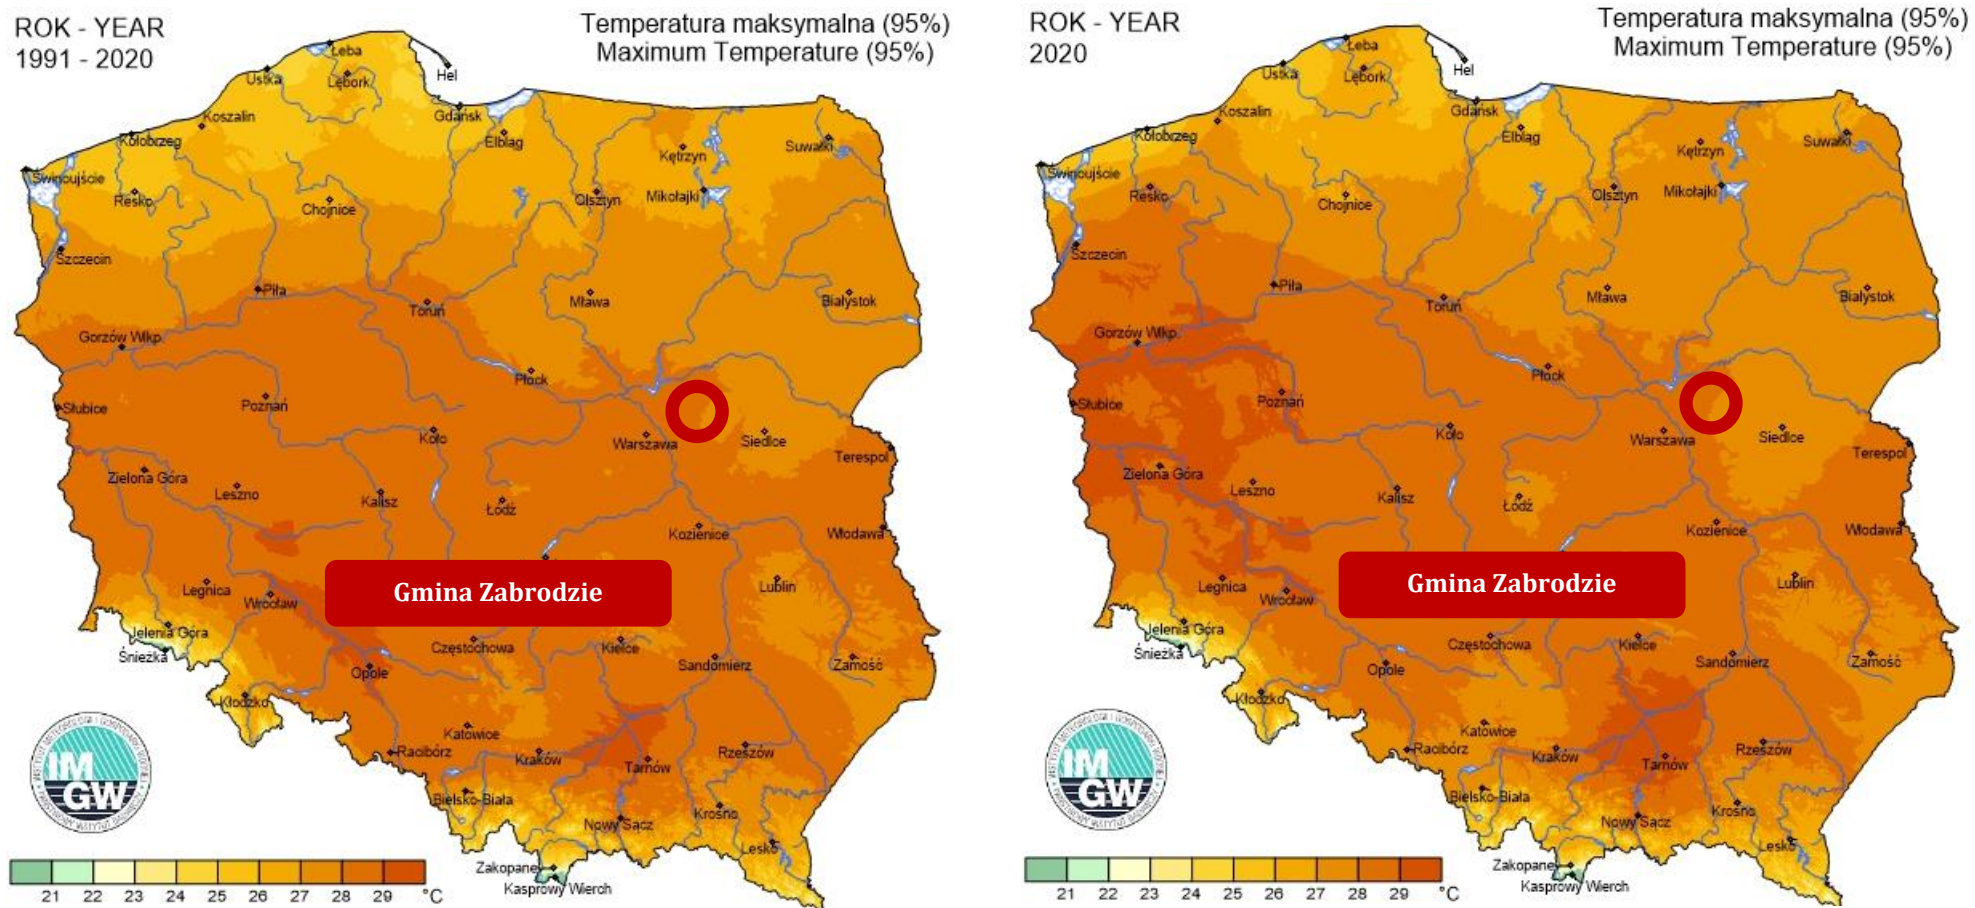 ROK - YEAR
1991 - 2020
Temperatura maksymalna (95%)
Maximum Temperature (95%)
Łeba
Hel
Ustka
Lębork
Gdańsk
Koszalin
Kołobrzeg
Elbląg
Suwałki
Kętrzyn
Świnoujście
Resko
Chojnice
Olsztyn
Mikołajki
Szczecin
Piła
Toruń
Mława
Białystok
Gorzów Wlkp.
Płock
Słubice
Poznań
Koło
Warszawa
Siedlce
Terespol
Zielona Góra
Leszno
Kalisz
Łódź
Kozienice
Włodawa
Legnica
Wrocław
Gmina Zabrodzie
Lublin
Jelenia Góra
Śnieżka
Częstochowa
Kielce
Sandomierz
Zamość
Opole
Kłodzko
Katowice
Racibórz
Kraków
Tarnów
Rzeszów
Bielsko-Biała
Nowy Sącz
Krosno
Lesko
Zakopane
Kasprowy Wierch
IM
GW
21 22 23 24 25 26 27 28 29 °C
ROK - YEAR
2020
Temperatura maksymalna (95%)
Maximum Temperature (95%)
Łeba
Hel
Ustka
Lębork
Gdańsk
Koszalin
Kołobrzeg
Elbląg
Suwałki
Kętrzyn
Świnoujście
Resko
Chojnice
Olsztyn
Mikołajki
Szczecin
Piła
Toruń
Mława
Białystok
Gorzów Wlkp.
Płock
Słubice
Poznań
Koło
Warszawa
Siedlce
Terespol
Zielona Góra
Leszno
Kalisz
Łódź
Kozienice
Włodawa
Legnica
Wrocław
Gmina Zabrodzie
Lublin
Jelenia Góra
Śnieżka
Częstochowa
Kielce
Sandomierz
Zamość
Opole
Kłodzko
Katowice
Racibórz
Kraków
Tarnów
Rzeszów
Bielsko-Biała
Nowy Sącz
Krosno
Lesko
Zakopane
Kasprowy Wierch
IM
GW
21 22 23 24 25 26 27 28 29 °C